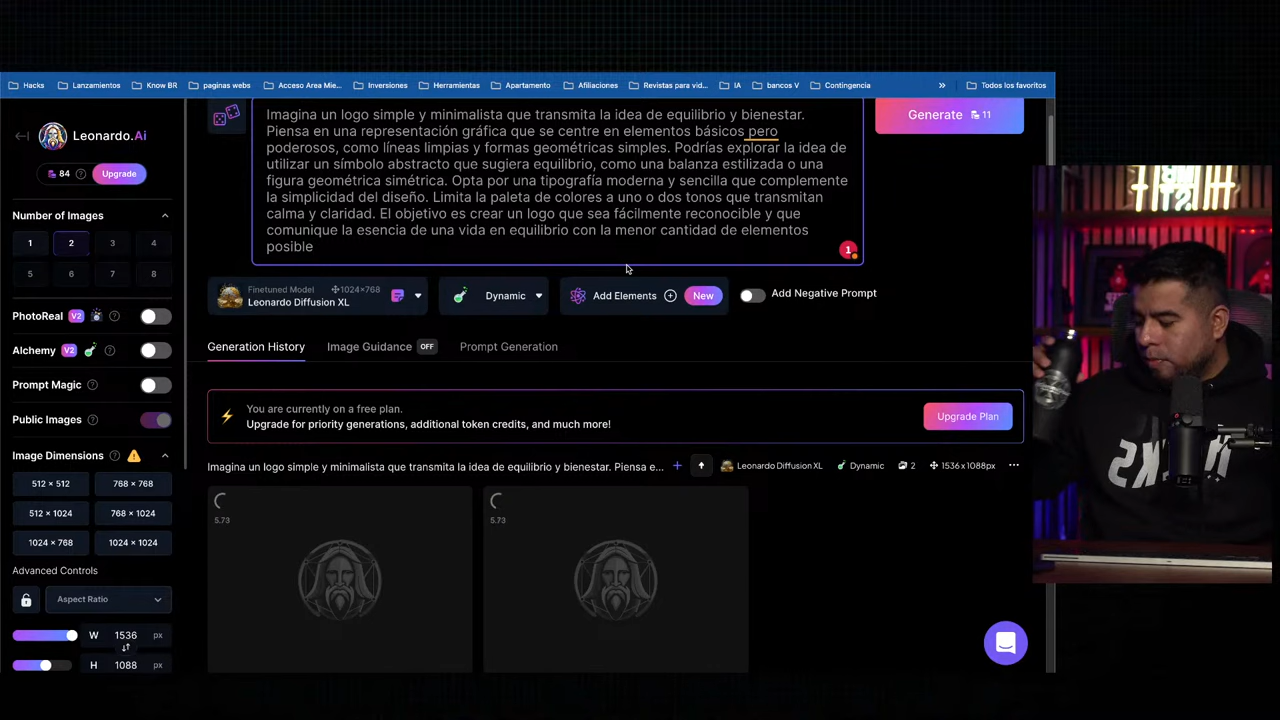 Hacks Lanzamientos Know BR paginas webs Acceso Area Mie... Inversiones Herramientas Apartamento Afiliaciones Revistas para vid... IA bancos V Contingencia » Todos los favoritos
Leonardo.Ai
84 ? Upgrade
Number of Images
1 2 3 4
5 6 7 8
PhotoReal V2 ?
Alchemy V2 ?
Prompt Magic ?
Public Images ?
Image Dimensions ?
512 × 512 768 × 768
512 × 1024 768 × 1024
1024 × 768 1024 × 1024
Advanced Controls
Aspect Ratio
W 1536 px
H 1088 px
Imagina un logo simple y minimalista que transmita la idea de equilibrio y bienestar.
Piensa en una representación gráfica que se centre en elementos básicos pero
poderosos, como líneas limpias y formas geométricas simples. Podrías explorar la idea de
utilizar un símbolo abstracto que sugiera equilibrio, como una balanza estilizada o una
figura geométrica simétrica. Opta por una tipografía moderna y sencilla que complemente
la simplicidad del diseño. Limita la paleta de colores a uno o dos tonos que transmitan
calma y claridad. El objetivo es crear un logo que sea fácilmente reconocible y que
comunique la esencia de una vida en equilibrio con la menor cantidad de elementos
posible
1
Generate 11
Finetuned Model 1024×768
Leonardo Diffusion XL
Dynamic
Add Elements New
Add Negative Prompt
Generation History Image Guidance OFF Prompt Generation
You are currently on a free plan.
Upgrade for priority generations, additional token credits, and much more!
Upgrade Plan
Imagina un logo simple y minimalista que transmita la idea de equilibrio y bienestar. Piensa e... Leonardo Diffusion XL Dynamic 2 1536x1088px
5.73 5.73